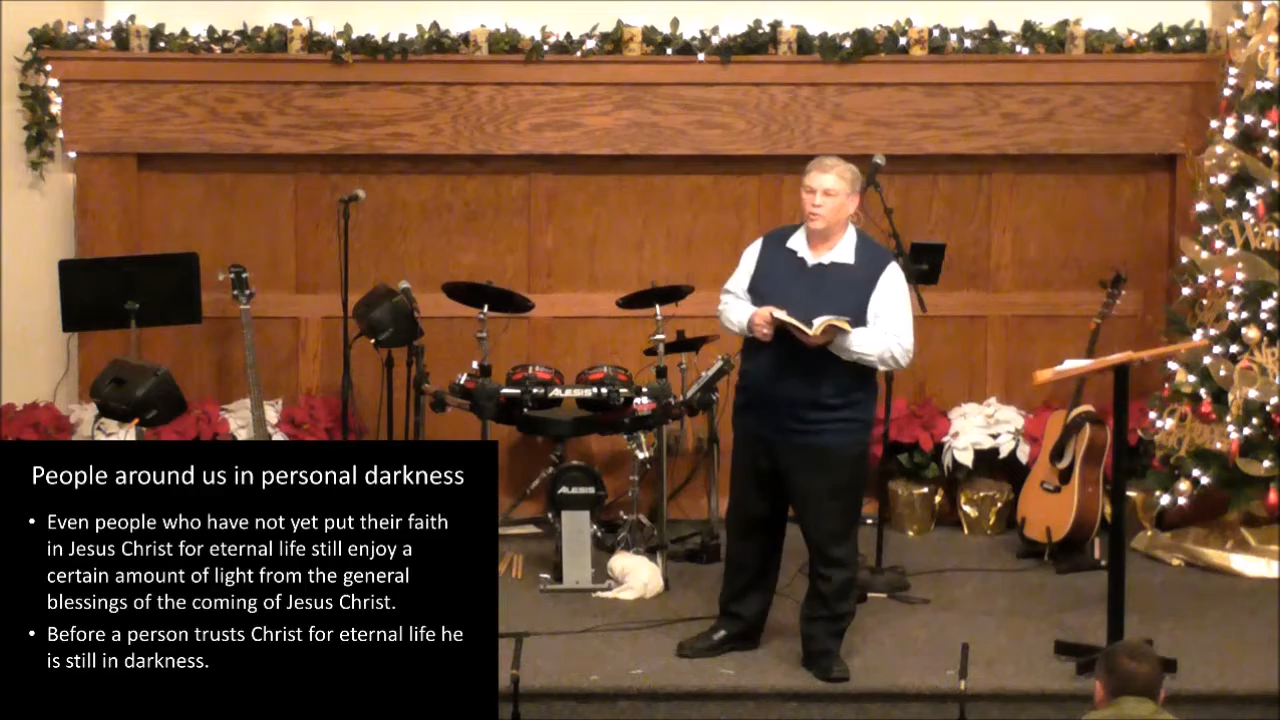 People around us in personal darkness
• Even people who have not yet put their faith
in Jesus Christ for eternal life still enjoy a
certain amount of light from the general
blessings of the coming of Jesus Christ.
• Before a person trusts Christ for eternal life he
is still in darkness.
ALESIS
ALESIS